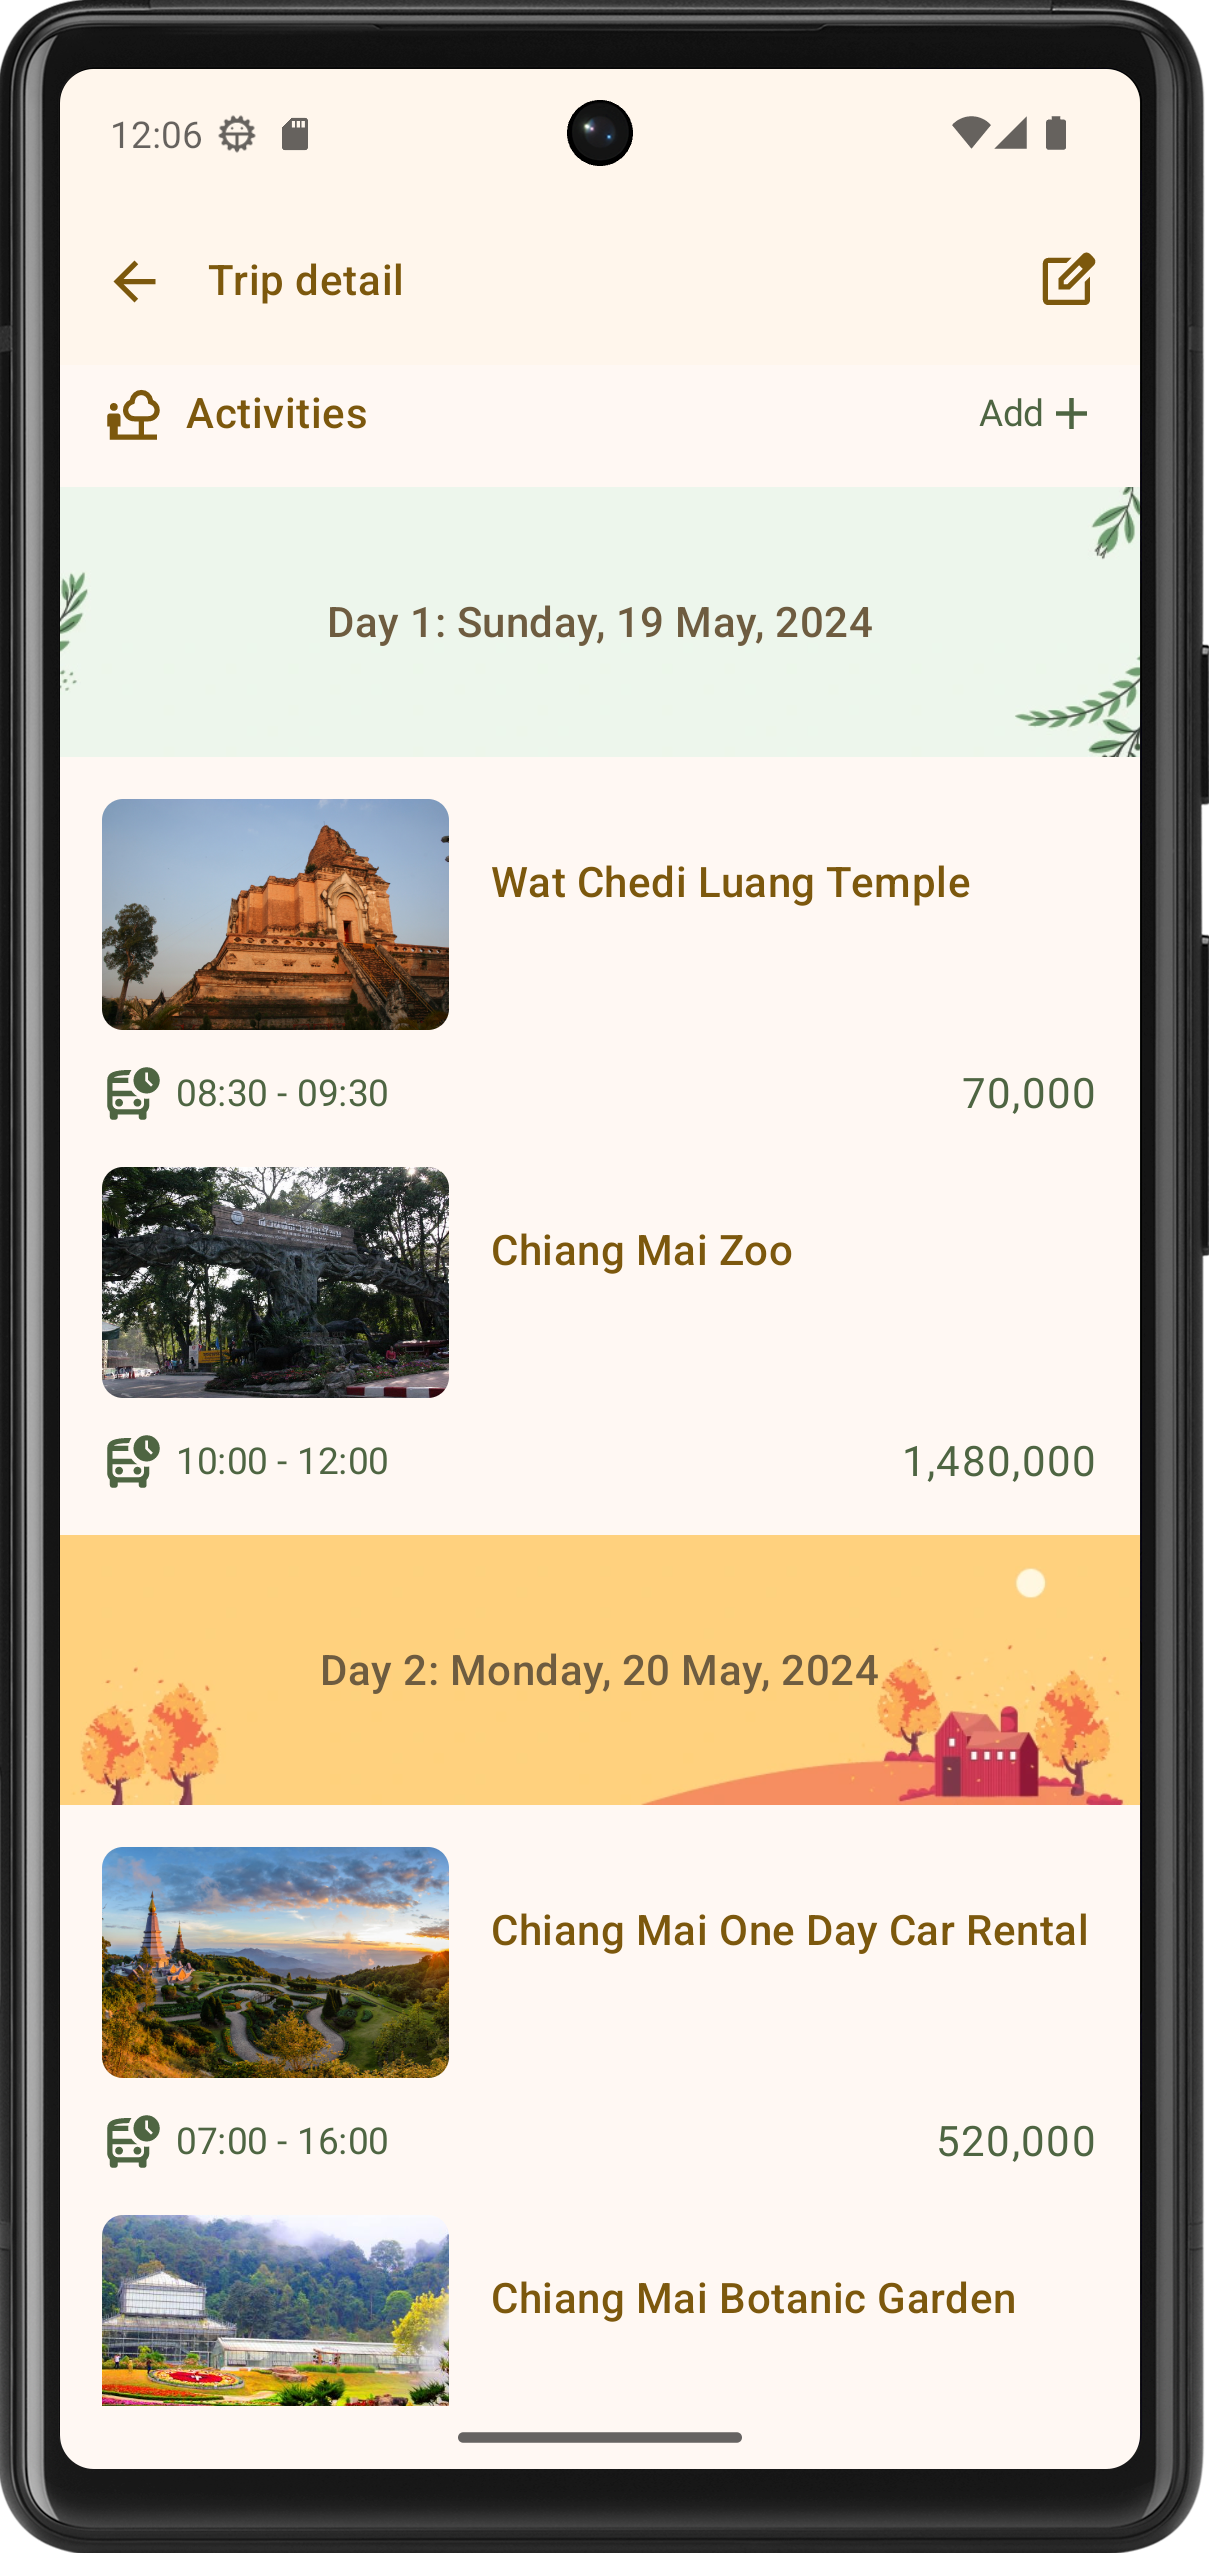 12:06
Trip detail
Activities
Add
Day 1: Sunday, 19 May, 2024
Wat Chedi Luang Temple
08:30 - 09:30
70,000
Chiang Mai Zoo
10:00 - 12:00
1,480,000
Day 2: Monday, 20 May, 2024
Chiang Mai One Day Car Rental
07:00 - 16:00
520,000
Chiang Mai Botanic Garden